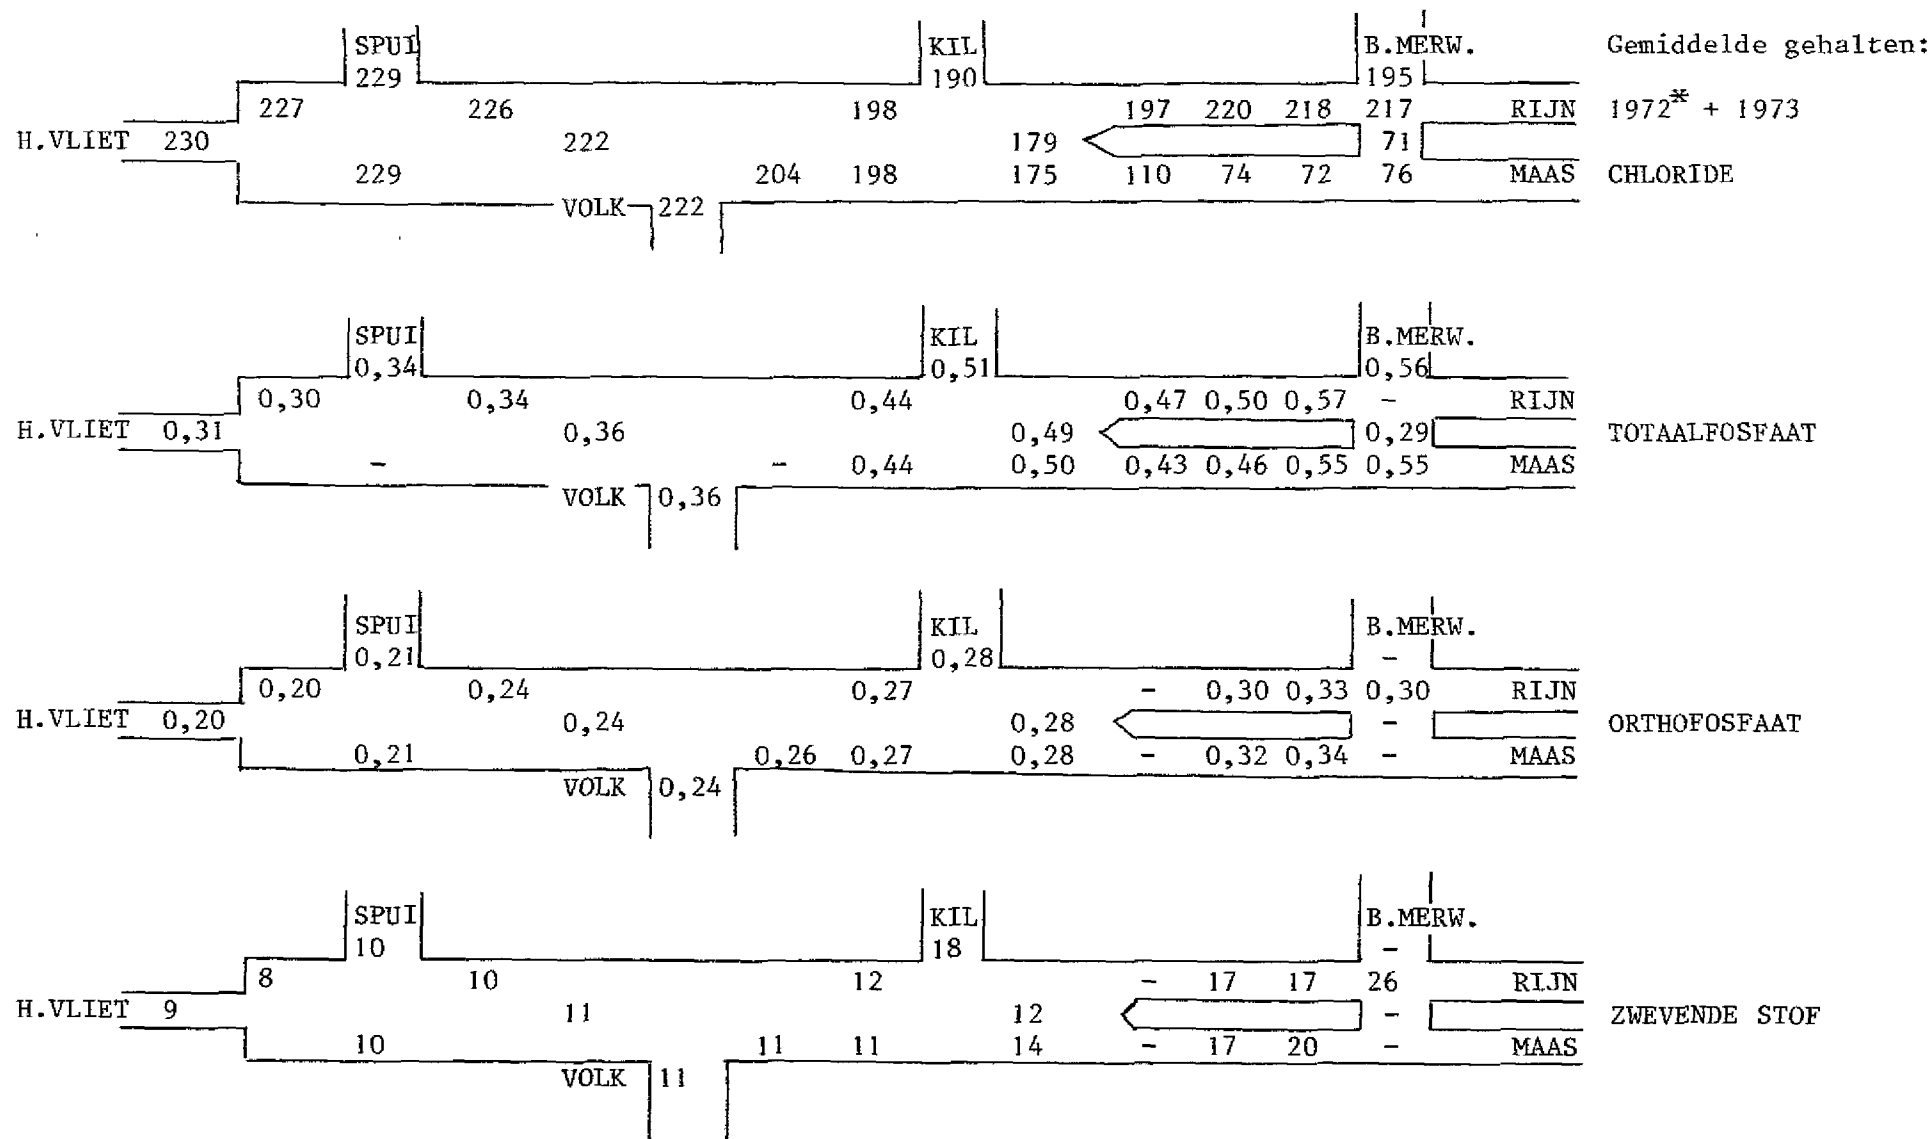 SPUI KIL B.MERW. Gemiddelde gehalten:
229 190 195
227 226 198 197 220 218 217 RIJN 1972* + 1973
H.VLIET 230 222 179 71
229 204 198 175 110 74 72 76 MAAS CHLORIDE
VOLK 222
SPUI KIL B.MERW.
0,34 0,51 0,56
0,30 0,34 0,44 0,47 0,50 0,57 - RIJN
H.VLIET 0,31 0,36 0,49 0,29 TOTAALFOSFAAT
- - 0,44 0,50 0,43 0,46 0,55 0,55 MAAS
VOLK 0,36
SPUI KIL B.MERW.
0,21 0,28 -
0,20 0,24 0,27 - 0,30 0,33 0,30 RIJN
H.VLIET 0,20 0,24 0,28 - ORTHOFOSFAAT
0,21 0,26 0,27 0,28 - 0,32 0,34 - MAAS
VOLK 0,24
SPUI KIL B.MERW.
10 18 -
8 10 12 - 17 17 26 RIJN
H.VLIET 9 11 12 - ZWEVENDE STOF
10 11 11 14 - 17 20 - MAAS
VOLK 11